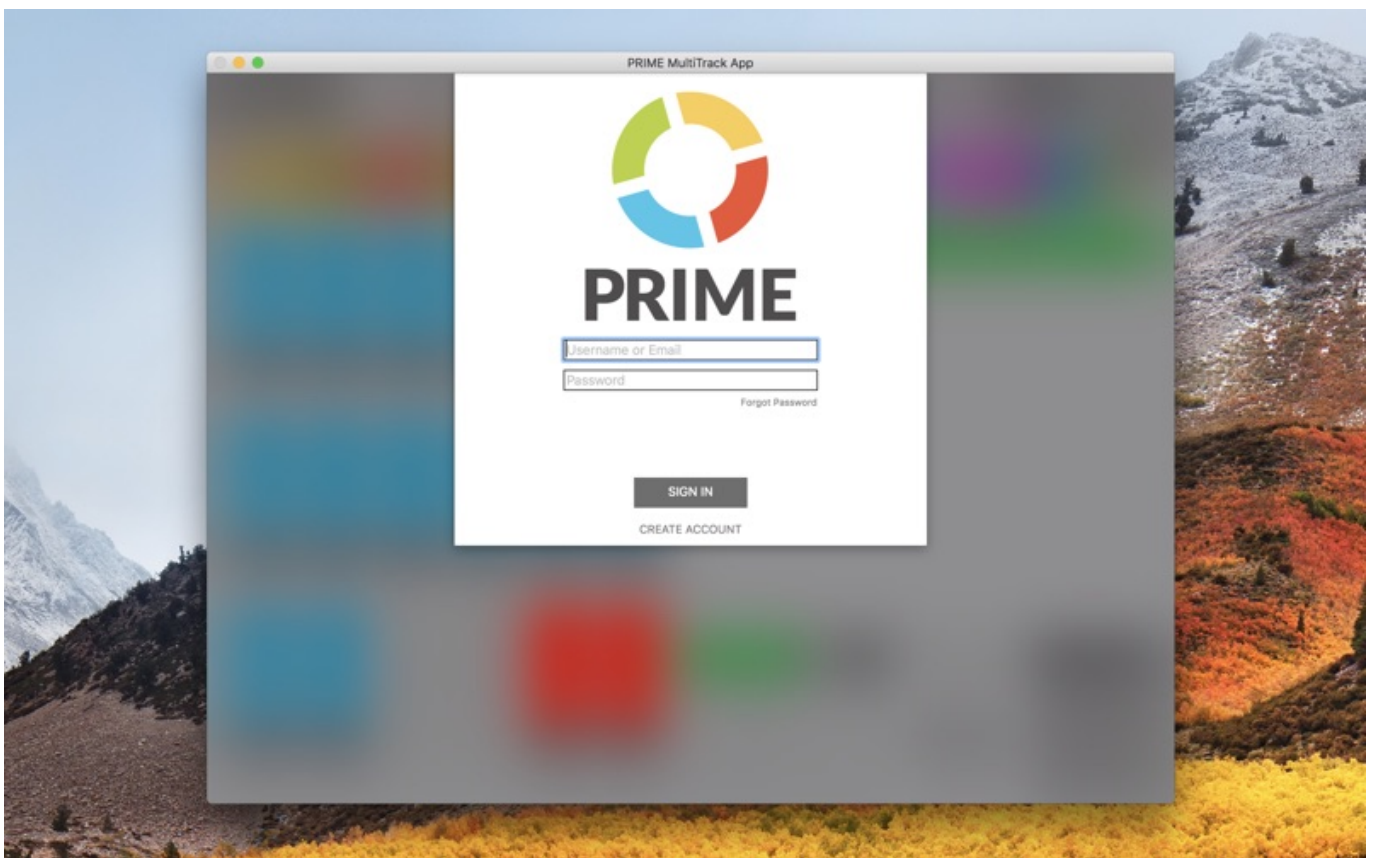 PRIME MultiTrack App
PRIME
Username or Email
Password
Forgot Password
SIGN IN
CREATE ACCOUNT